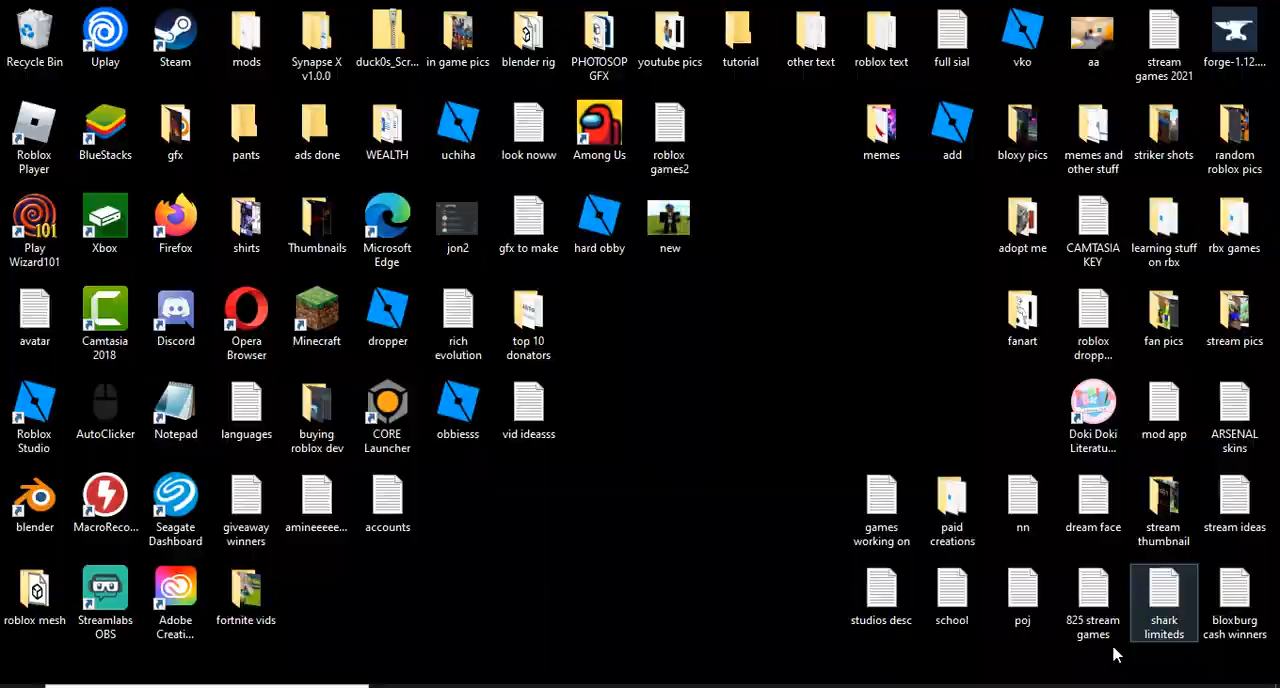 Recycle Bin
Uplay
Steam
mods
Synapse X
v1.0.0
duck0s_Scr...
in game pics
blender rig
PHOTOSOP
GFX
youtube pics
tutorial
other text
roblox text
full sial
vko
aa
stream
games 2021
forge-1.12....
Roblox
Player
BlueStacks
gfx
pants
ads done
WEALTH
uchiha
look noww
Among Us
roblox
games2
memes
add
bloxy pics
memes and
other stuff
striker shots
random
roblox pics
101
Play
Wizard101
Xbox
Firefox
shirts
Thumbnails
Microsoft
Edge
jon2
gfx to make
hard obby
new
adopt me
CAMTASIA
KEY
learning stuff
on rbx
rbx games
avatar
Camtasia
2018
Discord
Opera
Browser
Minecraft
dropper
rich
evolution
top 10
donators
fanart
roblox
dropp...
fan pics
stream pics
Roblox
Studio
AutoClicker
Notepad
languages
buying
roblox dev
CORE
Launcher
obbiesss
vid ideasss
Doki Doki
Literatu...
mod app
ARSENAL
skins
blender
MacroReco...
Seagate
Dashboard
giveaway
winners
amineeeee...
accounts
games
working on
paid
creations
nn
dream face
stream
thumbnail
stream ideas
roblox mesh
Streamlabs
OBS
Adobe
Creati...
fortnite vids
studios desc
school
poj
825 stream
games
shark
limiteds
bloxburg
cash winners